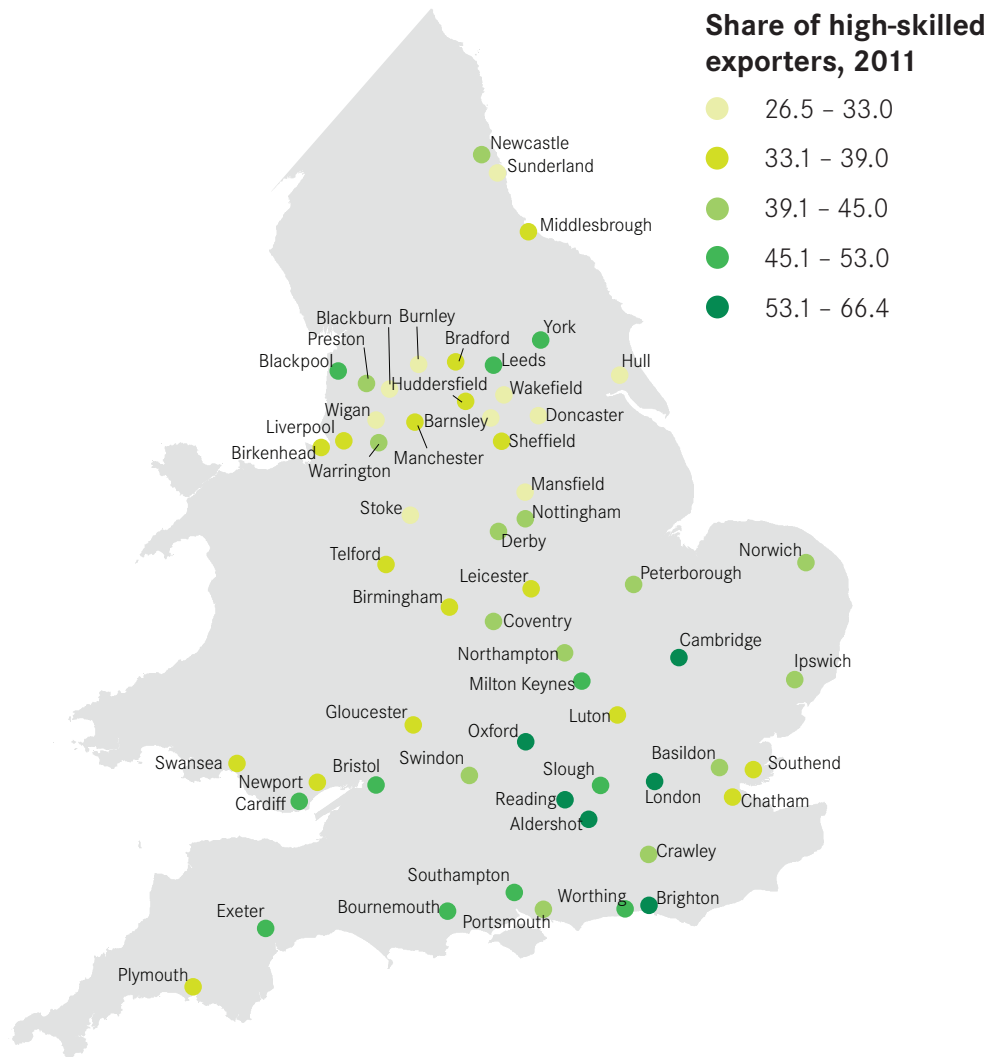 Share of high-skilled
exporters, 2011
26.5 – 33.0
33.1 – 39.0
39.1 – 45.0
45.1 – 53.0
53.1 – 66.4
Newcastle
Sunderland
Middlesbrough
Blackburn
Burnley
Preston
Bradford
York
Blackpool
Leeds
Hull
Huddersfield
Wakefield
Wigan
Barnsley
Doncaster
Liverpool
Sheffield
Birkenhead
Manchester
Warrington
Mansfield
Stoke
Nottingham
Derby
Telford
Norwich
Leicester
Peterborough
Birmingham
Coventry
Cambridge
Northampton
Ipswich
Milton Keynes
Gloucester
Luton
Oxford
Swansea
Bristol
Swindon
Basildon
Southend
Newport
Slough
Cardiff
Reading
London
Chatham
Aldershot
Crawley
Southampton
Worthing
Brighton
Exeter
Bournemouth
Portsmouth
Plymouth